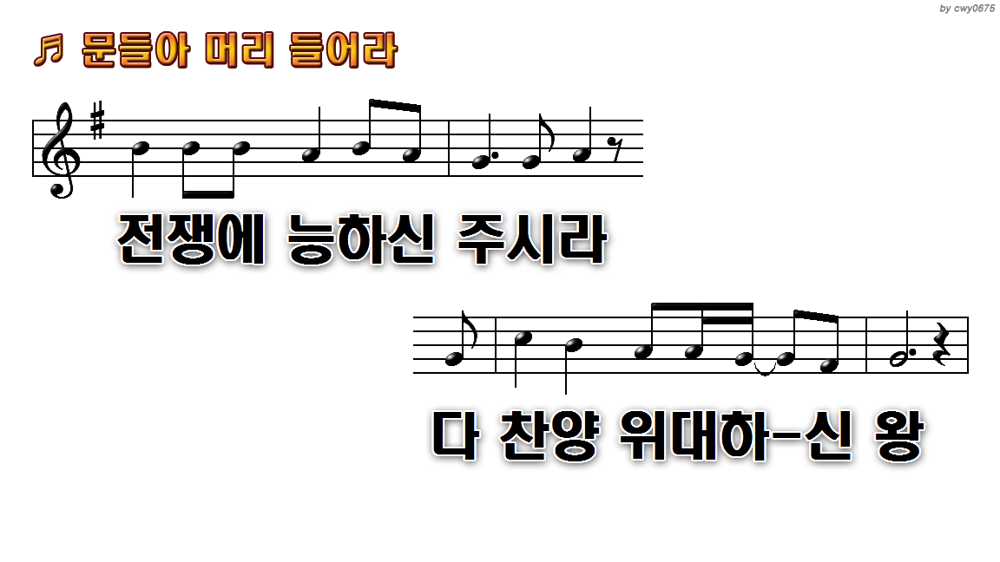 by cwy0675
♬ 문들아 머리 들어라
전쟁에 능하신 주시라
다 찬양 위대하-신 왕